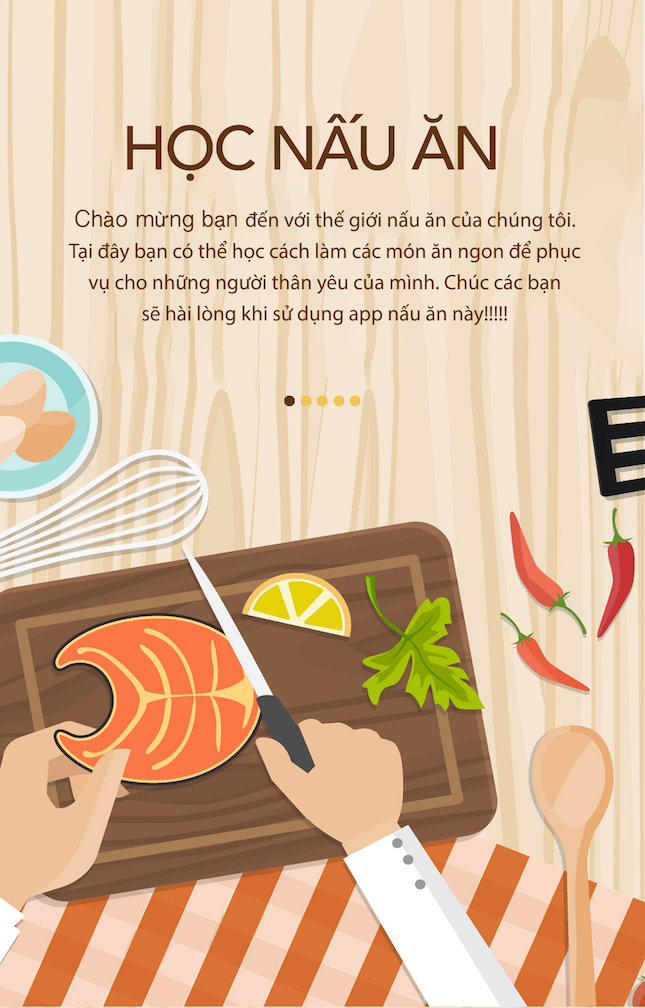 HỌC NẤU ĂN
Chào mừng bạn đến với thế giới nấu ăn của chúng tôi.
Tại đây bạn có thể học cách làm các món ăn ngon để phục
vụ cho những người thân yêu của mình. Chúc các bạn
sẽ hài lòng khi sử dụng app nấu ăn này!!!!!